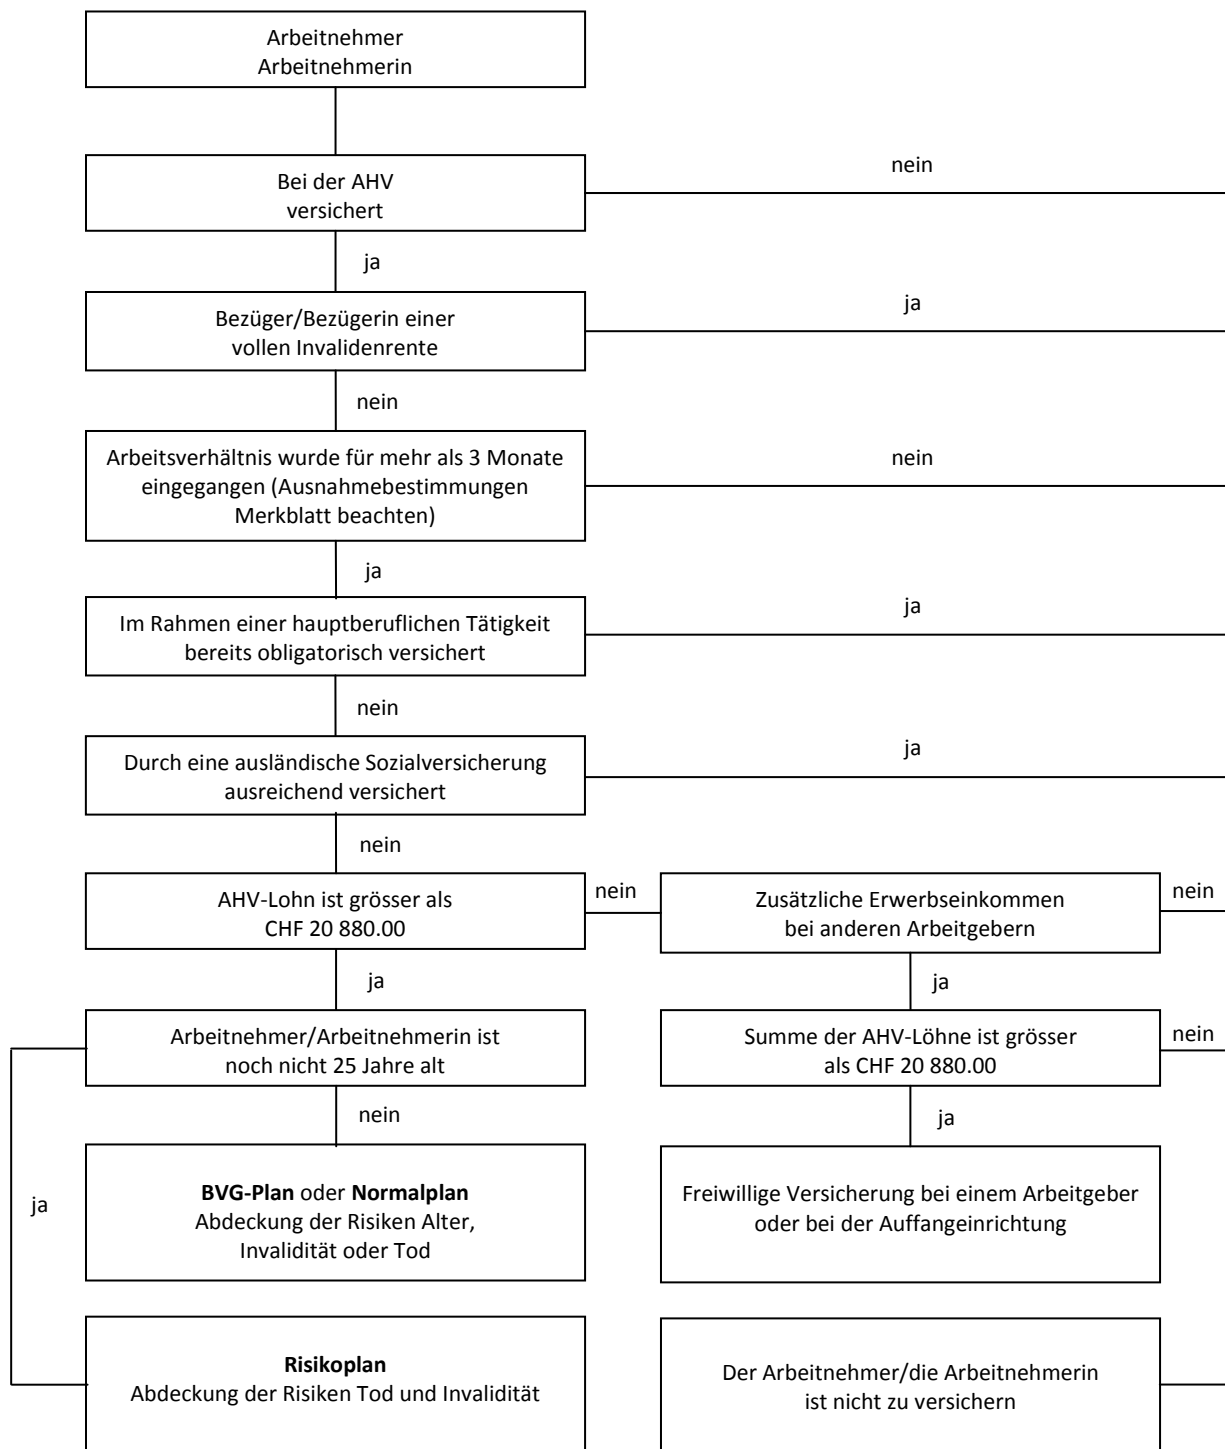 Arbeitnehmer
Arbeitnehmerin
Bei der AHV
versichert
nein
ja
Bezüger/Bezügerin einer
vollen Invalidenrente
ja
nein
Arbeitsverhältnis wurde für mehr als 3 Monate
eingegangen (Ausnahmebestimmungen
Merkblatt beachten)
nein
ja
Im Rahmen einer hauptberuflichen Tätigkeit
bereits obligatorisch versichert
ja
nein
Durch eine ausländische Sozialversicherung
ausreichend versichert
ja
nein
AHV-Lohn ist grösser als
CHF 20 880.00
nein
Zusätzliche Erwerbseinkommen
bei anderen Arbeitgebern
nein
ja
ja
Arbeitnehmer/Arbeitnehmerin ist
noch nicht 25 Jahre alt
Summe der AHV-Löhne ist grösser
als CHF 20 880.00
nein
nein
ja
ja
BVG-Plan oder Normalplan
Abdeckung der Risiken Alter,
Invalidität oder Tod
Freiwillige Versicherung bei einem Arbeitgeber
oder bei der Auffangeinrichtung
Risikoplan
Abdeckung der Risiken Tod und Invalidität
Der Arbeitnehmer/die Arbeitnehmerin
ist nicht zu versichern